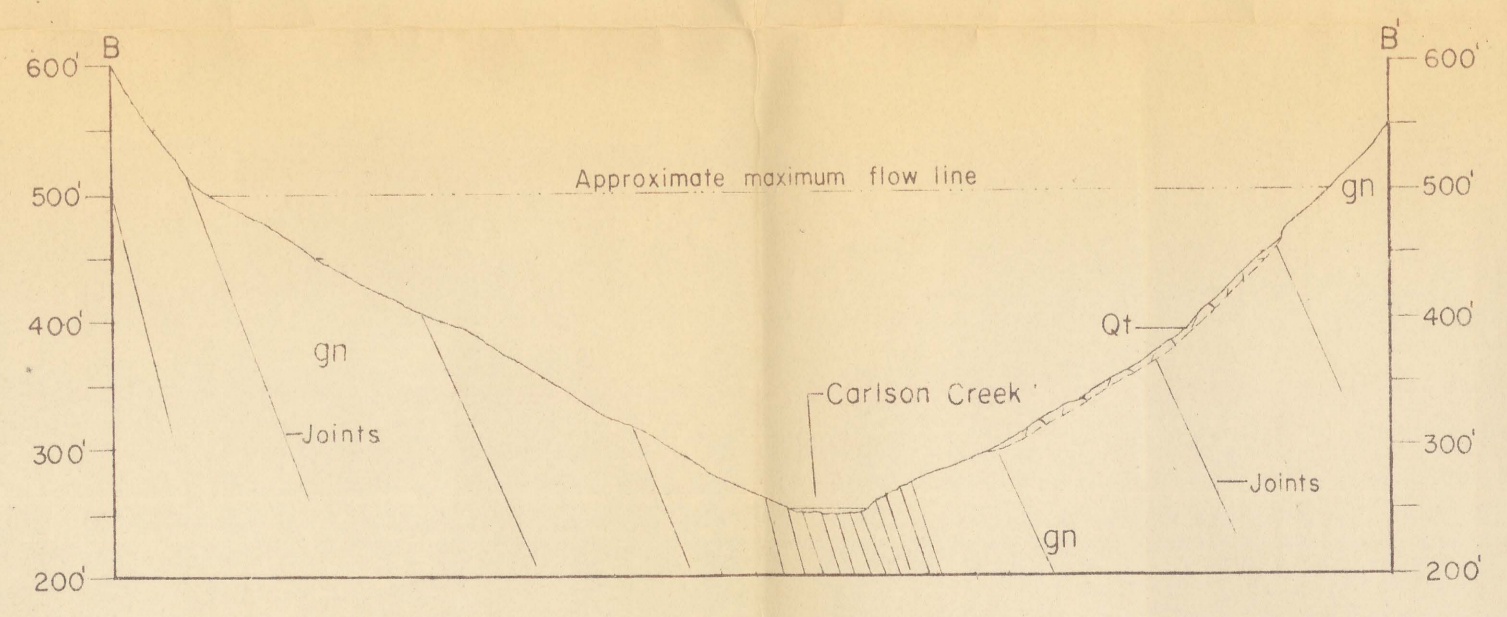 B
B'
600'
600'
Approximate maximum flow line
500'
gn
500'
400'
Qt
400'
gn
Carlson Creek
Joints
300'
300'
Joints
gn
200'
200'